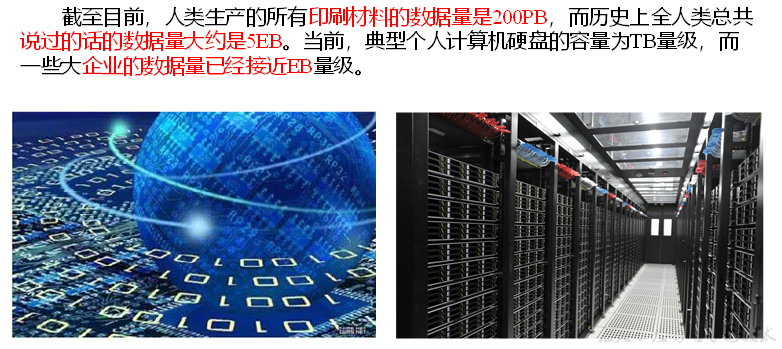 截至目前，人类生产的所有印刷材料的数据量是200PB，而历史上全人类总共
说过的话的数据量大约是5EB。当前，典型个人计算机硬盘的容量为TB量级，而
一些大企业的数据量已经接近EB量级。